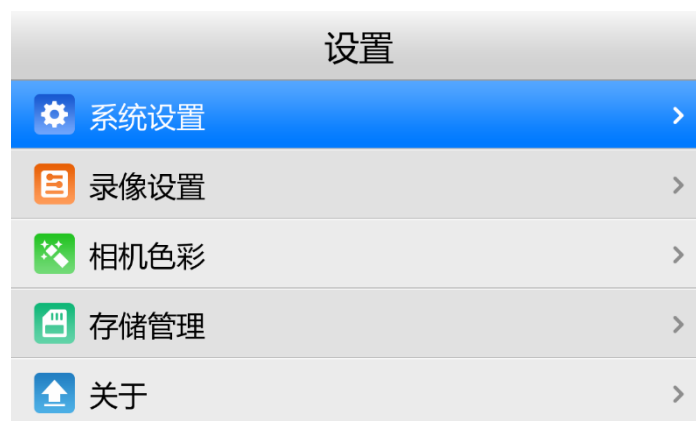 设置
系统设置
录像设置
相机色彩
存储管理
关于